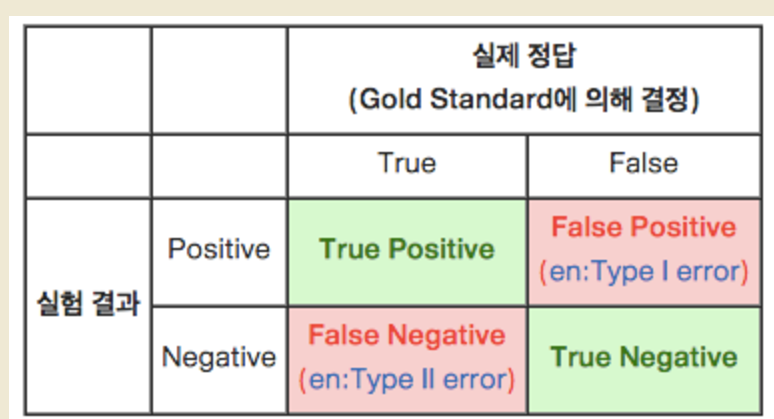 실제 정답
(Gold Standard에 의해 결정)
True False
Positive True Positive False Positive
(en:Type I error)
실험 결과
Negative False Negative True Negative
(en:Type II error)